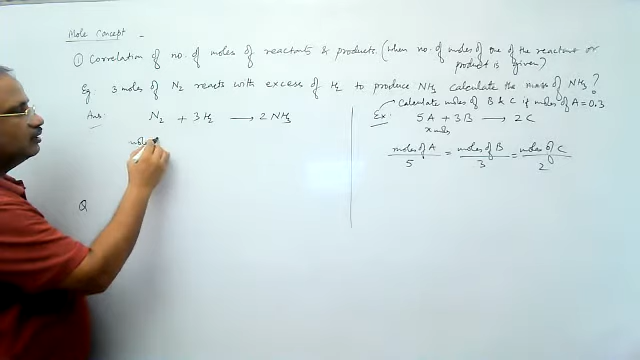 Mole Concept.
① Correlation of no. of moles of reactants & products. (when no. of moles of one of the reactant or product is given)
Eg. 3 moles of N₂ reacts with excess of H₂ to produce NH₃ calculate the mass of NH₃?
Ans: N₂ + 3H₂ → 2NH₃
mole
Q
calculate moles of B & C if moles of A = 0.3
Ex: 5A + 3B → 2C
x moles
moles of A / 5 = moles of B / 3 = moles of C / 2